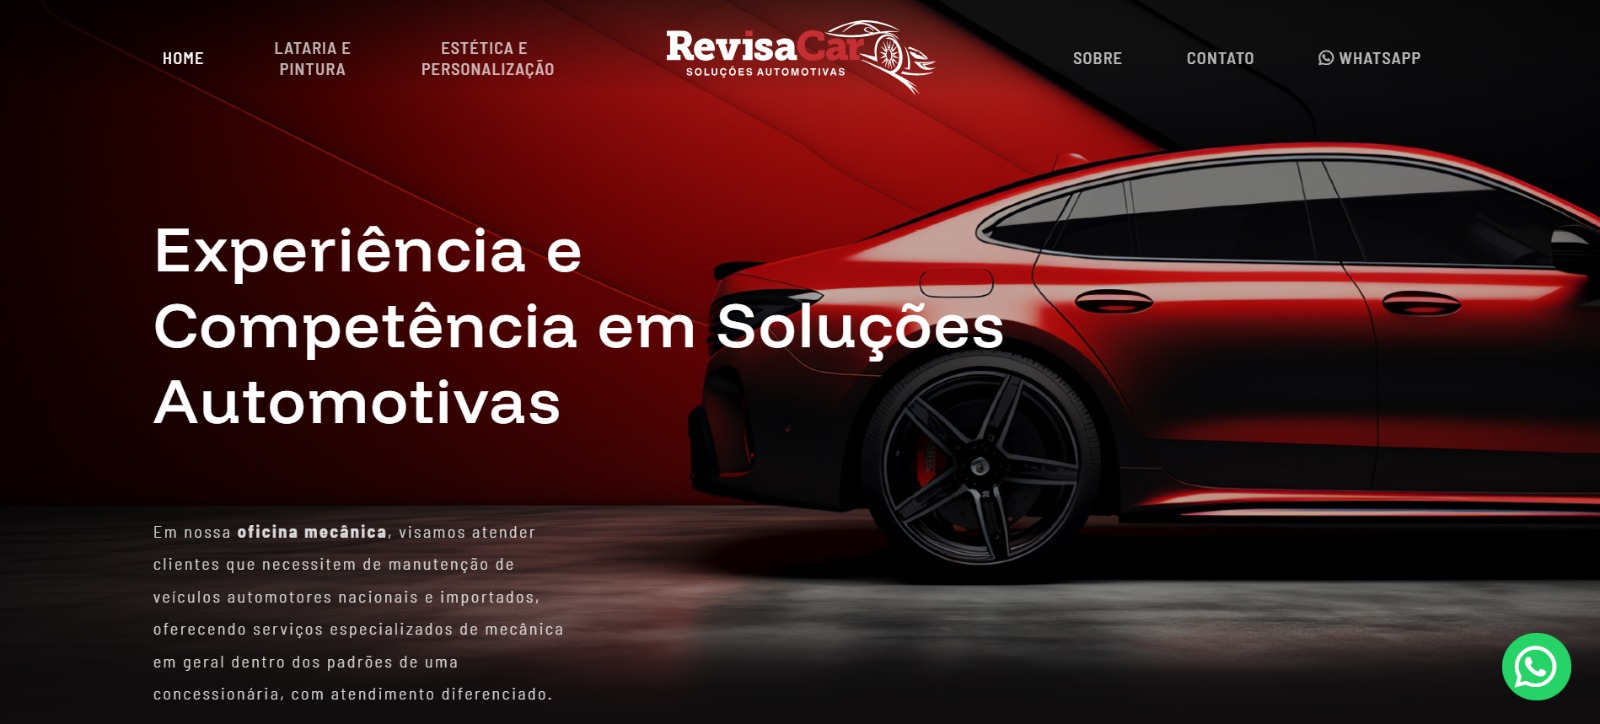 HOME
LATARIA E
PINTURA
ESTÉTICA E
PERSONALIZAÇÃO
RevisaCar
SOLUÇÕES AUTOMOTIVAS
SOBRE
CONTATO
WHATSAPP
Experiência e
Competência em Soluções
Automotivas
Em nossa oficina mecânica, visamos atender
clientes que necessitem de manutenção de
veículos automotores nacionais e importados,
oferecendo serviços especializados de mecânica
em geral dentro dos padrões de uma
concessionária, com atendimento diferenciado.